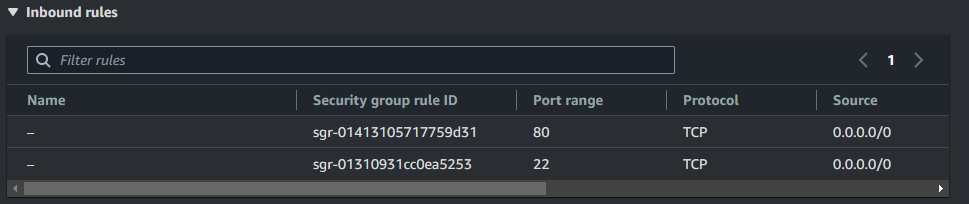 Inbound rules
Filter rules
1
Name Security group rule ID Port range Protocol Source
– sgr-01413105717759d31 80 TCP 0.0.0.0/0
– sgr-01310931cc0ea5253 22 TCP 0.0.0.0/0